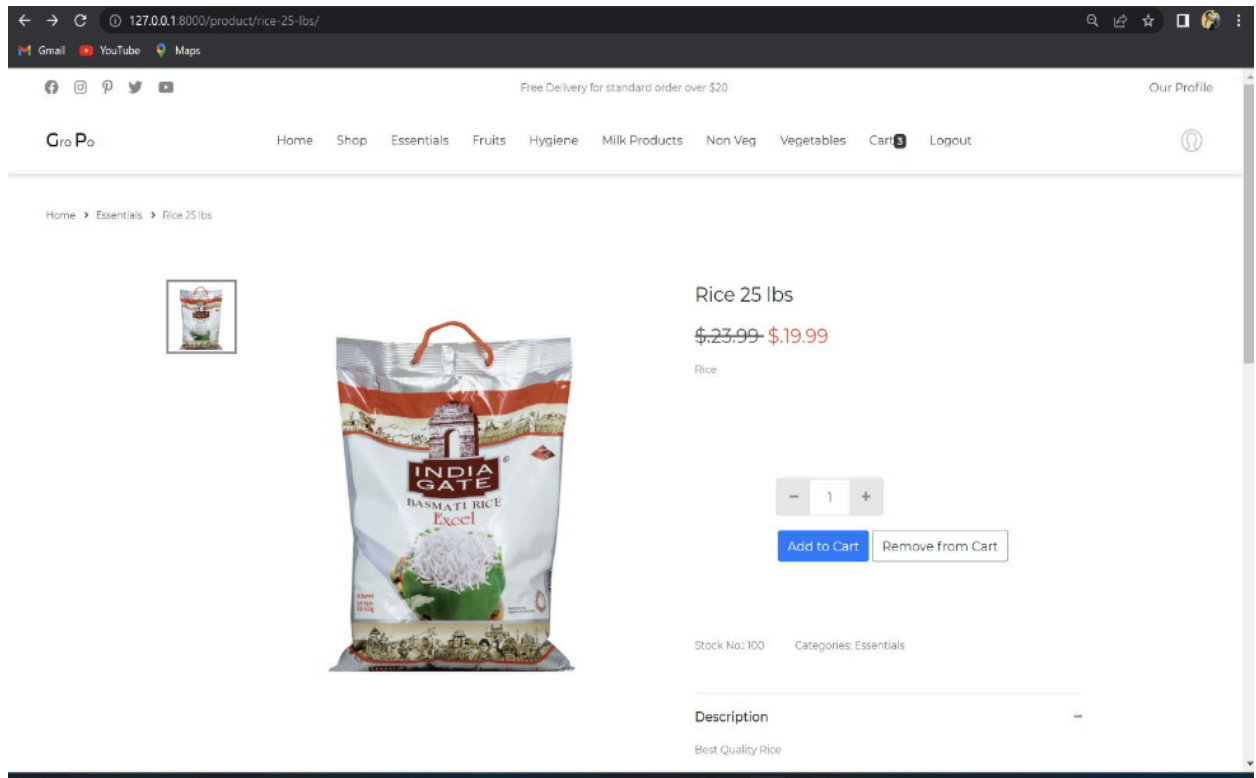 127.0.0.1:8000/product/rice-25-lbs/
Gmail YouTube Maps
Free Delivery for standard order over $20 Our Profile
Gro Po Home Shop Essentials Fruits Hygiene Milk Products Non Veg Vegetables Cart 3 Logout
Home > Essentials > Rice 25 lbs
Rice 25 lbs
$.23.99 $.19.99
Rice
INDIA
GATE
BASMATI RICE
Excel
- 1 +
Add to Cart Remove from Cart
Stock No.: 100 Categories: Essentials
Description −
Best Quality Rice